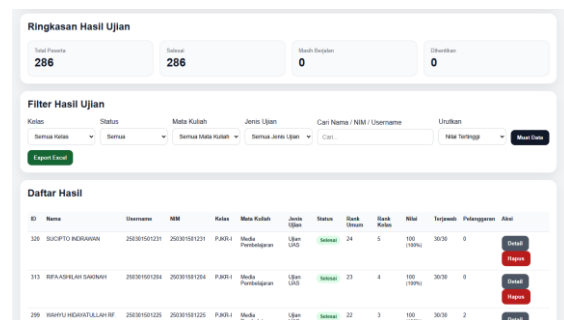 Ringkasan Hasil Ujian
Total Peserta Selesai Masih Berjalan Dihentikan
286 286 0 0
Filter Hasil Ujian
Kelas Status Mata Kuliah Jenis Ujian Cari Nama / NIM / Username Urutkan
Semua Kelas Semua Semua Mata Kuliah Semua Jenis Ujian Cari... Nilai Tertinggi Muat Data
Export Excel
Daftar Hasil
ID Nama Username NIM Kelas Mata Kuliah Jenis Ujian Status Rank Umum Rank Kelas Nilai Terjawab Pelanggaran Aksi
320 SUCIPTO INDRAWAN 250301501231 250301501231 PJKR-I Media Pembelajaran Ujian UAS Selesai 24 5 100 (100%) 30/30 0 Detail
Hapus
313 RIFA ASHILAH SAKINAH 250301501204 250301501204 PJKR-I Media Pembelajaran Ujian UAS Selesai 23 4 100 (100%) 30/30 0 Detail
Hapus
299 WAHYU HIDAYATULLAH RF 250301501225 250301501225 PJKR-I Media Ujian Selesai 22 3 100 30/30 2 Detail